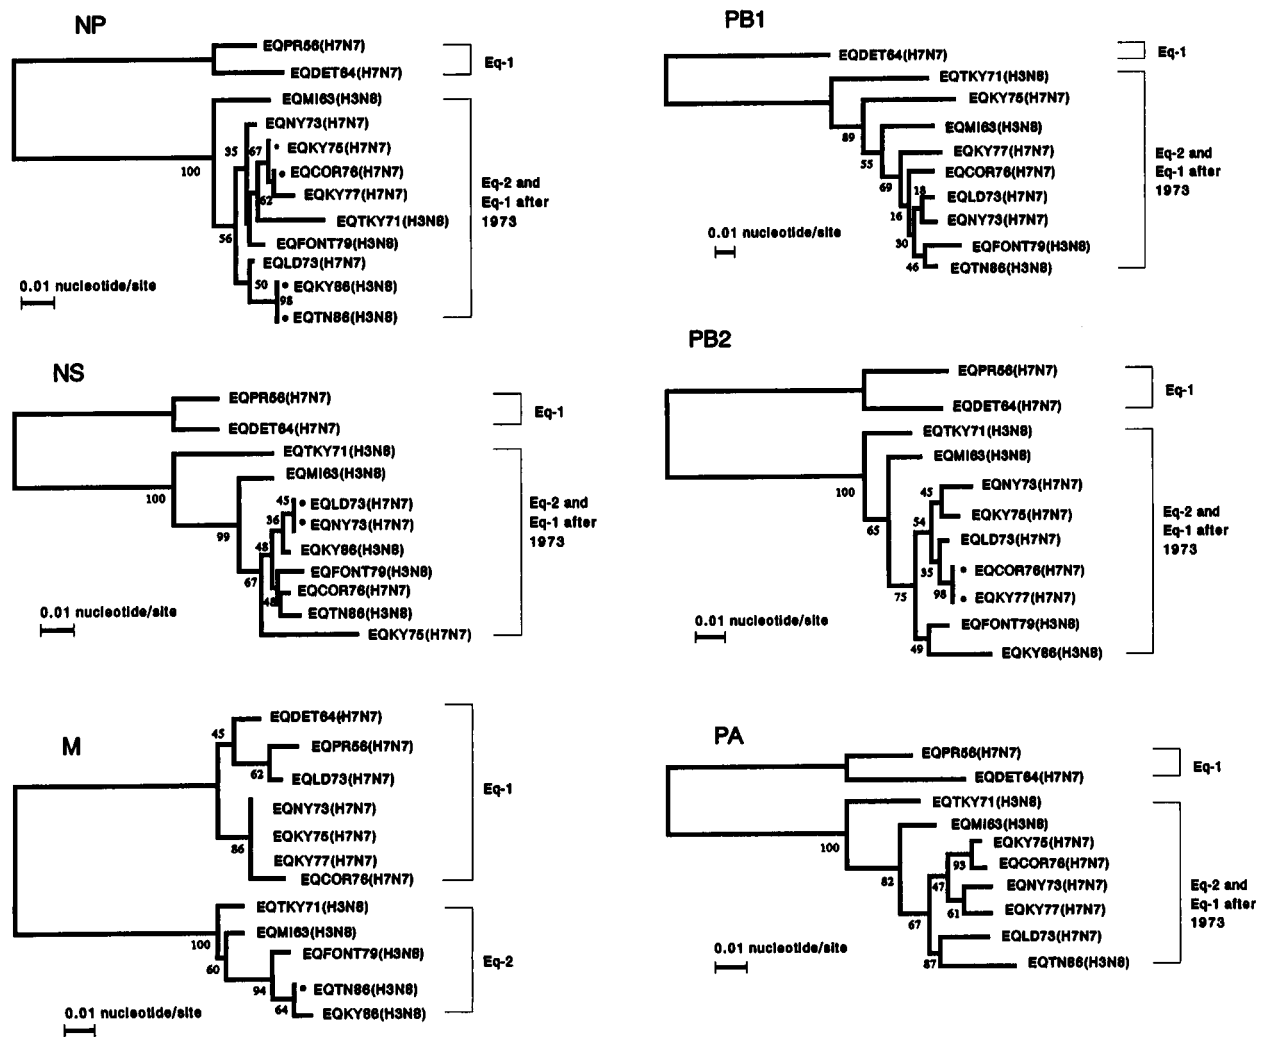 NP
EQPR56(H7N7)
EQDET64(H7N7)
Eq-1
EQMI63(H3N8)
EQNY73(H7N7)
35
67
EQKY75(H7N7)
EQCOR76(H7N7)
100
62
EQKY77(H7N7)
Eq-2 and
Eq-1 after
1973
EQTKY71(H3N8)
56
EQFONT79(H3N8)
EQLD73(H7N7)
50
EQKY86(H3N8)
98
EQTN86(H3N8)
0.01 nucleotide/site
PB1
EQDET64(H7N7)
Eq-1
EQTKY71(H3N8)
EQKY75(H7N7)
89
EQMI63(H3N8)
55
EQKY77(H7N7)
69
EQCOR76(H7N7)
Eq-2 and
Eq-1 after
1973
18
EQLD73(H7N7)
16
EQNY73(H7N7)
30
EQFONT79(H3N8)
46
EQTN86(H3N8)
0.01 nucleotide/site
NS
EQPR56(H7N7)
EQDET64(H7N7)
Eq-1
EQTKY71(H3N8)
100
EQMI63(H3N8)
45
EQLD73(H7N7)
36
EQNY73(H7N7)
99
Eq-2 and
Eq-1 after
1973
48
EQKY86(H3N8)
67
EQFONT79(H3N8)
48
EQCOR76(H7N7)
EQTN86(H3N8)
EQKY75(H7N7)
0.01 nucleotide/site
PB2
EQPR56(H7N7)
EQDET64(H7N7)
Eq-1
EQTKY71(H3N8)
EQMI63(H3N8)
100
45
EQNY73(H7N7)
65
54
EQKY75(H7N7)
Eq-2 and
Eq-1 after
1973
EQLD73(H7N7)
35
EQCOR76(H7N7)
75
98
EQKY77(H7N7)
EQFONT79(H3N8)
49
EQKY86(H3N8)
0.01 nucleotide/site
M
EQDET64(H7N7)
45
EQPR56(H7N7)
62
EQLD73(H7N7)
Eq-1
EQNY73(H7N7)
EQKY75(H7N7)
86
EQKY77(H7N7)
EQCOR76(H7N7)
EQTKY71(H3N8)
100
EQMI63(H3N8)
60
EQFONT79(H3N8)
Eq-2
94
EQTN86(H3N8)
64
EQKY86(H3N8)
0.01 nucleotide/site
PA
EQPR56(H7N7)
EQDET64(H7N7)
Eq-1
EQTKY71(H3N8)
100
EQMI63(H3N8)
EQKY75(H7N7)
93
EQCOR76(H7N7)
82
47
EQNY73(H7N7)
Eq-2 and
Eq-1 after
1973
61
EQKY77(H7N7)
67
EQLD73(H7N7)
87
EQTN86(H3N8)
0.01 nucleotide/site